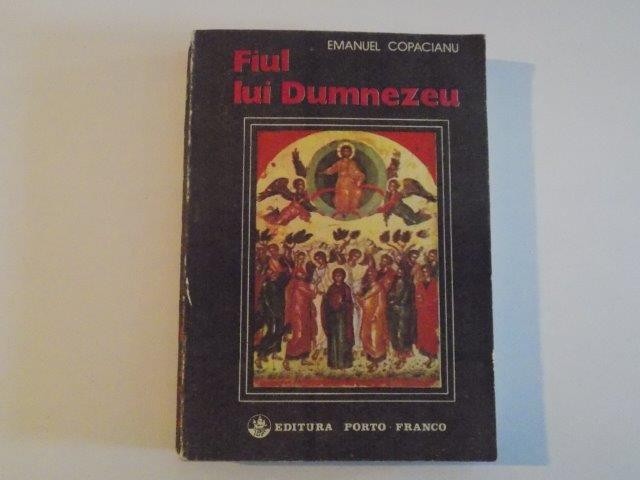 EMANUEL COPACIANU
Fiul
lui Dumnezeu
EDITURA PORTO-FRANCO